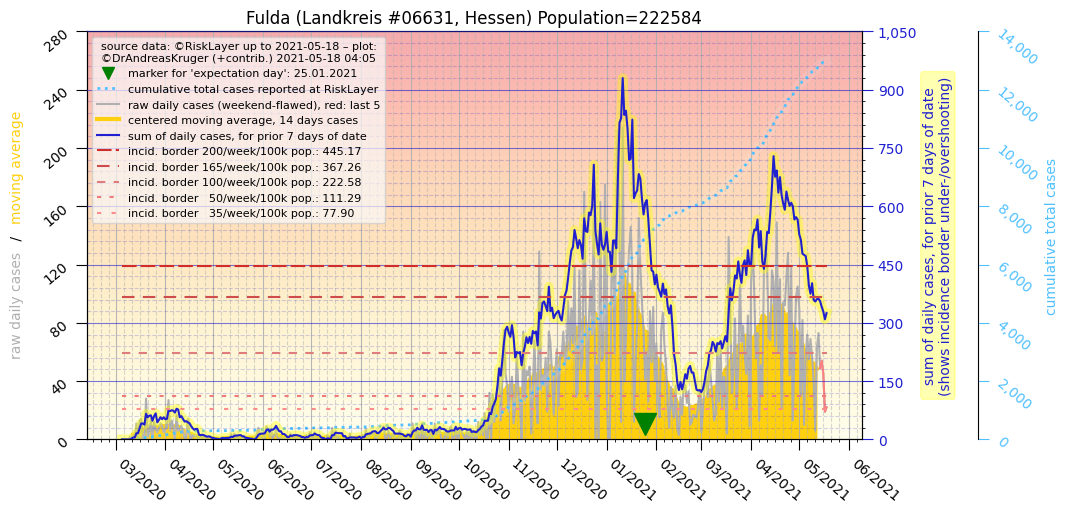 Fulda (Landkreis #06631, Hessen) Population=222584
source data: ©RiskLayer up to 2021-05-18 – plot:
©DrAndreasKruger (+contrib.) 2021-05-18 04:05
marker for 'expectation day': 25.01.2021
cumulative total cases reported at RiskLayer
raw daily cases (weekend-flawed), red: last 5
centered moving average, 14 days cases
sum of daily cases, for prior 7 days of date
incid. border 200/week/100k pop.: 445.17
incid. border 165/week/100k pop.: 367.26
incid. border 100/week/100k pop.: 222.58
incid. border   50/week/100k pop.: 111.29
incid. border   35/week/100k pop.: 77.90
raw daily cases / moving average
280
240
200
160
120
80
40
0
03/2020
04/2020
05/2020
06/2020
07/2020
08/2020
09/2020
10/2020
11/2020
12/2020
01/2021
02/2021
03/2021
04/2021
05/2021
06/2021
1,050
900
750
600
450
300
150
0
sum of daily cases, for prior 7 days of date
(shows incidence border under-/overshooting)
14,000
12,000
10,000
8,000
6,000
4,000
2,000
0
cumulative total cases